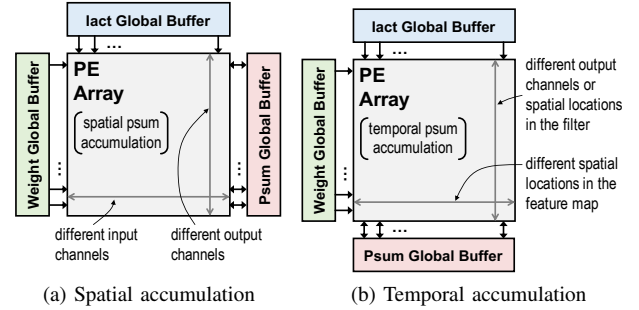 Iact Global Buffer
...
Weight Global Buffer
...
PE
Array
spatial psum
accumulation
...
Psum Global Buffer
different input
channels
different output
channels
(a) Spatial accumulation
Iact Global Buffer
...
Weight Global Buffer
...
PE
Array
temporal psum
accumulation
different output
channels or
spatial locations
in the filter
different spatial
locations in the
feature map
...
Psum Global Buffer
(b) Temporal accumulation